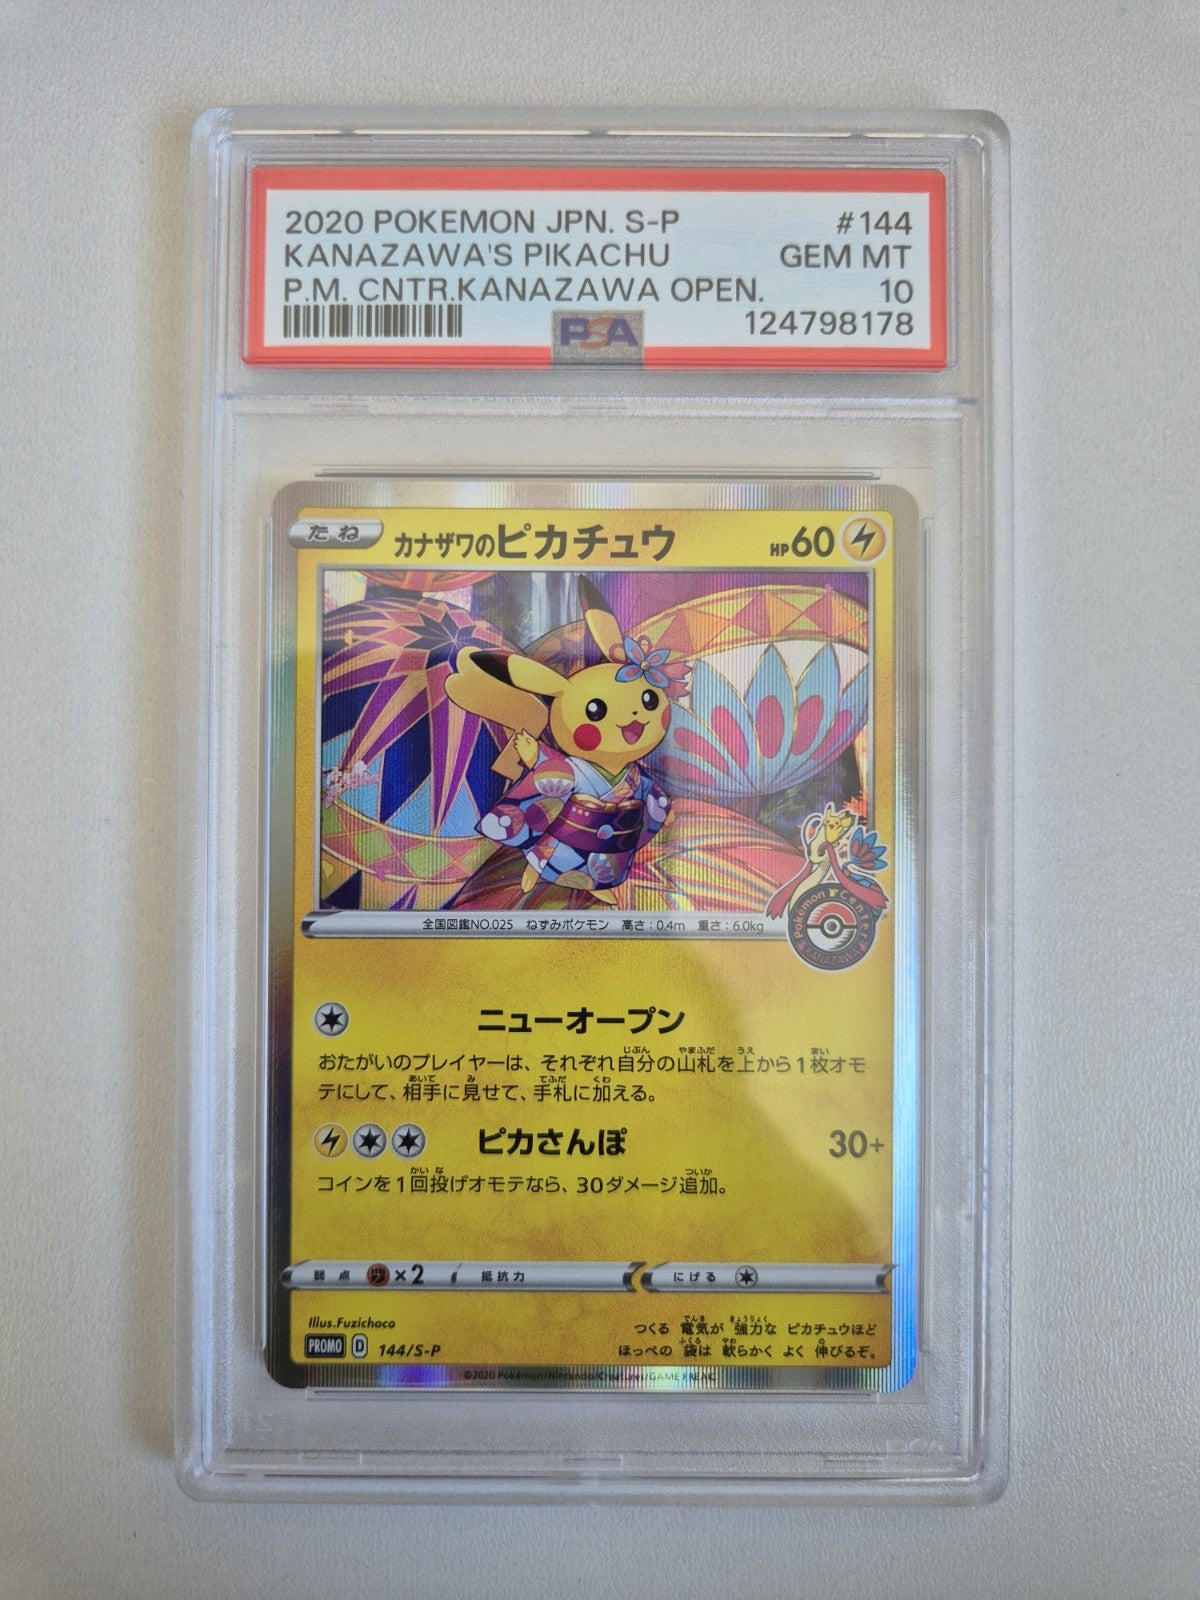 2020 POKEMON JPN. S-P #144
KANAZAWA'S PIKACHU GEM MT
P.M. CNTR.KANAZAWA OPEN. 10
PSA 124798178
たね カナザワのピカチュウ HP60
Pokémon Center
KANAZAWA
全国図鑑NO.025 ねずみポケモン 高さ：0.4m 重さ：6.0kg
ニューオープン
おたがいのプレイヤーは、それぞれ自分の山札を上から1枚オモ
テにして、相手に見せて、手札に加える。
ピカさんぽ 30+
コインを1回投げオモテなら、30ダメージ追加。
弱点 ×2 抵抗力 にげる
Illus.Fuzichoco
つくる 電気が 強力な ピカチュウほど
ほっぺの 袋は 軟らかく よく 伸びるぞ。
PROMO D 144/S-P
©2020 Pokémon/Nintendo/Creatures/GAME FREAK.